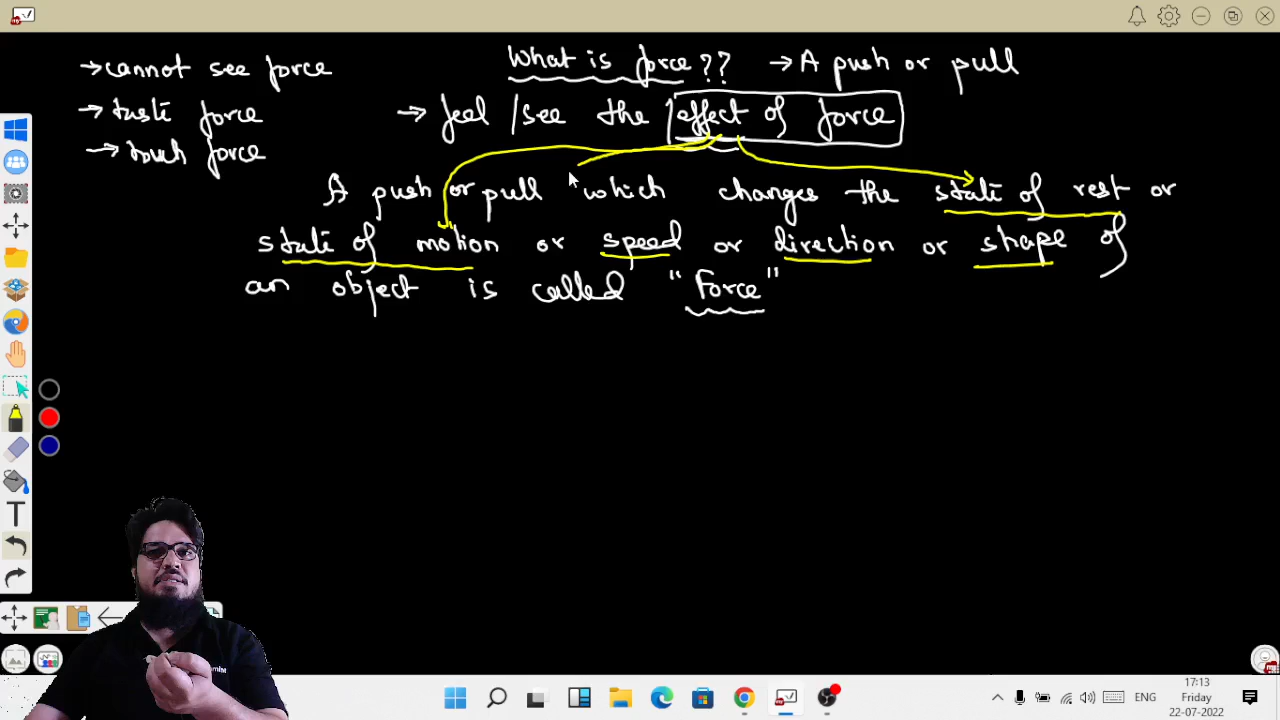 →cannot see force
What is force?? → A push or pull
→ taste force
→ feel /see the effect of force
→ touch force
A push or pull which changes the state of rest or
state of motion or speed or direction or shape of
an object is called "Force"
ENG
17:13
Friday
22-07-2022